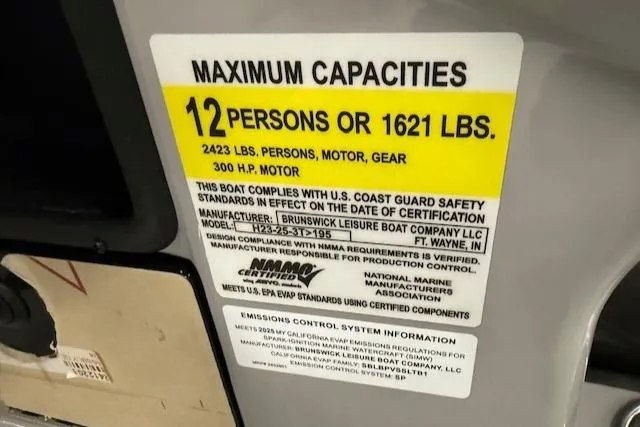 MAXIMUM CAPACITIES
12 PERSONS OR 1621 LBS.
2423 LBS. PERSONS, MOTOR, GEAR
300 H.P. MOTOR
THIS BOAT COMPLIES WITH U.S. COAST GUARD SAFETY
STANDARDS IN EFFECT ON THE DATE OF CERTIFICATION
MANUFACTURER: BRUNSWICK LEISURE BOAT COMPANY LLC
MODEL: H23-25-3T>195 FT. WAYNE, IN
DESIGN COMPLIANCE WITH NMMA REQUIREMENTS IS VERIFIED.
MANUFACTURER RESPONSIBLE FOR PRODUCTION CONTROL.
NMMA
CERTIFIED
using ABYC standards
NATIONAL MARINE
MANUFACTURERS
ASSOCIATION
MEETS U.S. EPA EVAP STANDARDS USING CERTIFIED COMPONENTS
EMISSIONS CONTROL SYSTEM INFORMATION
MEETS 2025 MY CALIFORNIA EVAP EMISSIONS REGULATIONS FOR
SPARK-IGNITION MARINE WATERCRAFT (SIMW)
MANUFACTURER: BRUNSWICK LEISURE BOAT COMPANY, LLC
CALIFORNIA EVAP FAMILY: SBLBPVSSLTB1
EMISSION CONTROL SYSTEM: SP